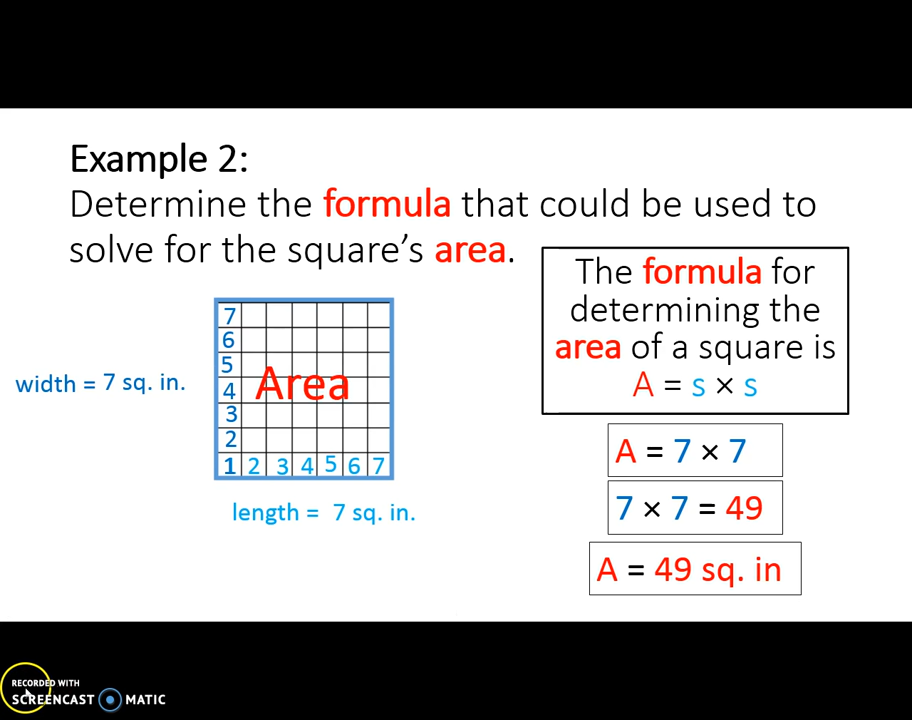 Example 2:
Determine the formula that could be used to
solve for the square's area.
The formula for
determining the
area of a square is
A = s × s
7
6
5
4
3
2
1 2 3 4 5 6 7
Area
width = 7 sq. in.
length = 7 sq. in.
A = 7 × 7
7 × 7 = 49
A = 49 sq. in
RECORDED WITH
SCREENCAST MATIC